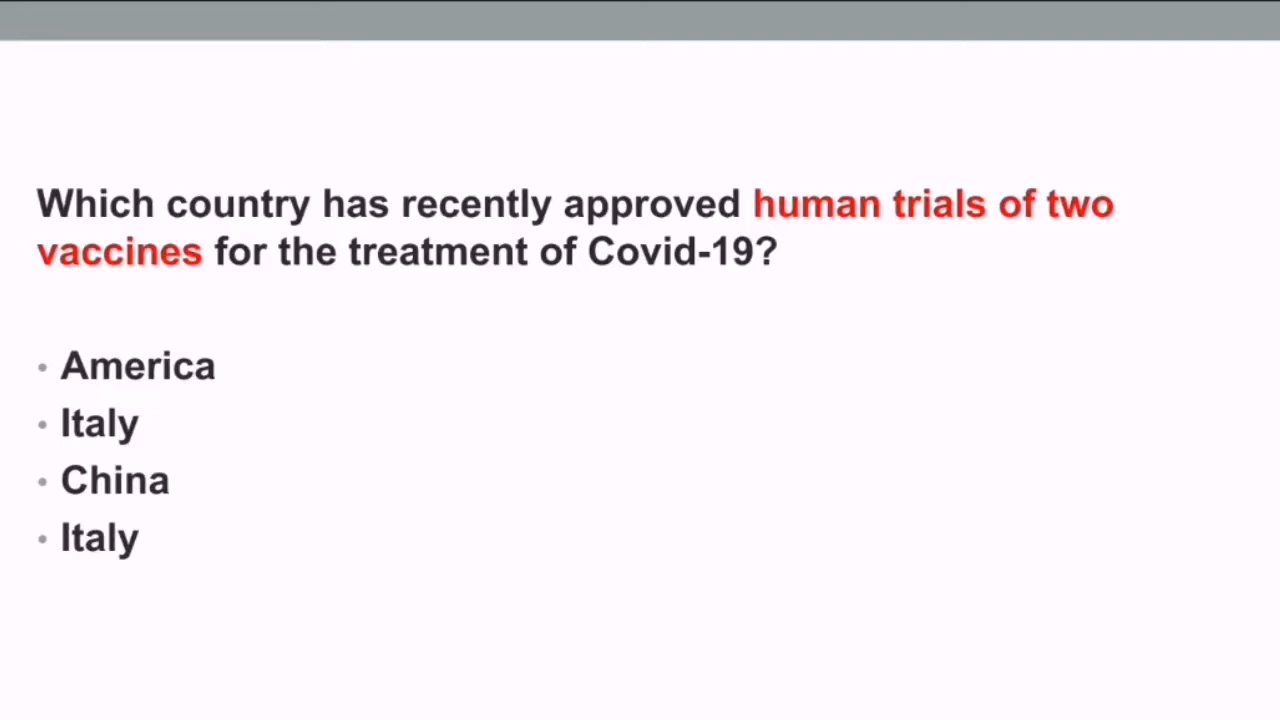 Which country has recently approved human trials of two
vaccines for the treatment of Covid-19?
• America
• Italy
• China
• Italy